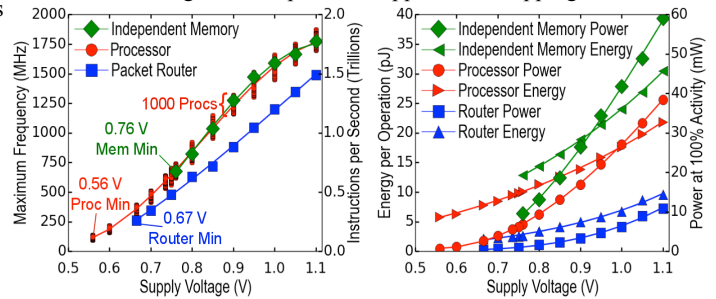 s
2000
1750
1500
1250
1000
750
500
250
0
Maximum Frequency (MHz)
Independent Memory
Processor
Packet Router
1000 Procs
0.76 V
Mem Min
0.56 V
Proc Min
0.67 V
Router Min
2.0
1.5
1.0
0.5
0.0
Instructions per Second (Trillions)
0.5 0.6 0.7 0.8 0.9 1.0 1.1
Supply Voltage (V)
40
35
30
25
20
15
10
5
0
Energy per Operation (pJ)
Independent Memory Power
Independent Memory Energy
Processor Power
Processor Energy
Router Power
Router Energy
60
50
40
30
20
10
0
Power at 100% Activity (mW)
0.5 0.6 0.7 0.8 0.9 1.0 1.1
Supply Voltage (V)